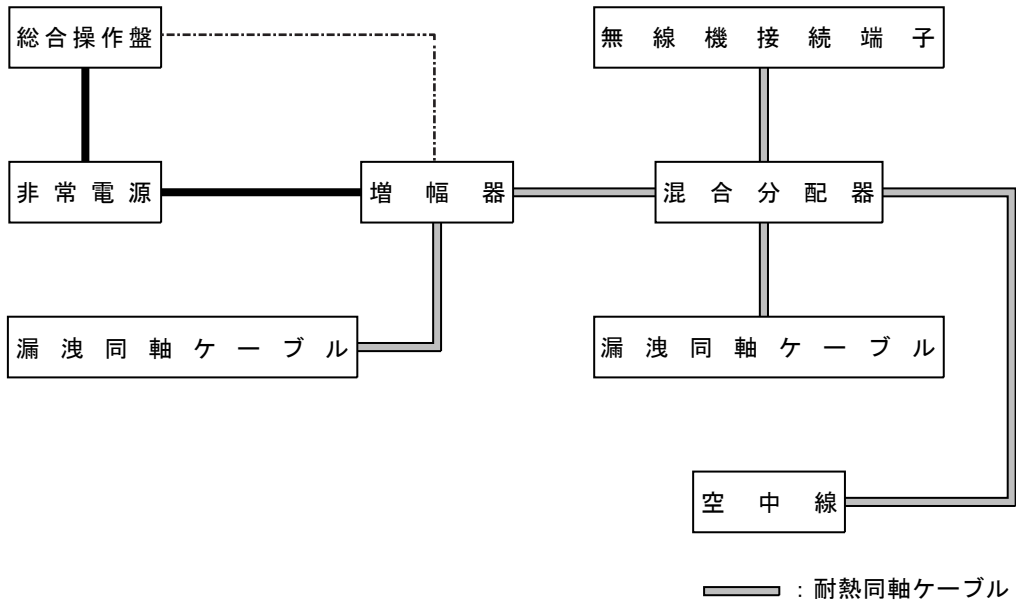 総合操作盤
無線機接続端子
非常電源
増幅器
混合分配器
漏洩同軸ケーブル
漏洩同軸ケーブル
空中線
：耐熱同軸ケーブル